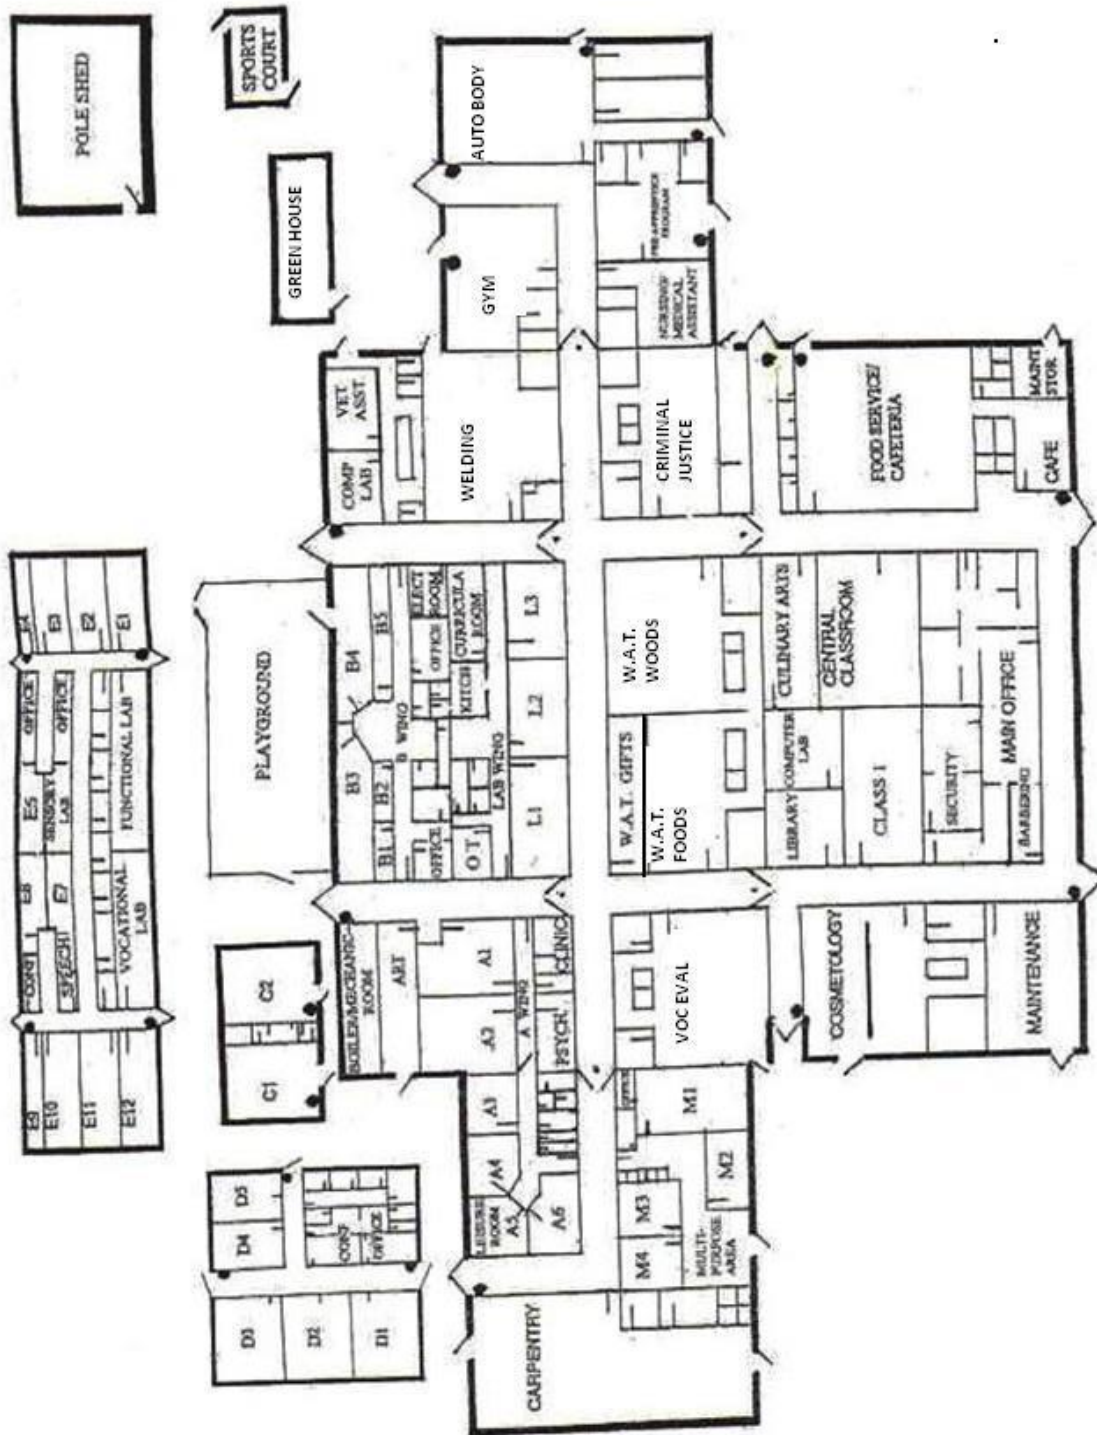 POLE SHED
SPORTS
COURT
GREEN HOUSE
AUTO BODY
GYM
PRE-APPRENTICE
PROGRAM
NURSING/
MEDICAL
ASSISTANT
VET
ASST.
COMP
LAB
WELDING
CRIMINAL
JUSTICE
FOOD SERVICE/
CAFETERIA
MAINT
STOR
CAFE
E4
E3
E2
E1
OFFICE
OFFICE
E5
SENSORY
LAB
FUNCTIONAL LAB
E8
E7
VOCATIONAL
LAB
CONF
SPEECH
E9
E10
E11
E12
PLAYGROUND
B5
B4
B3
B2
B1
B WING
ELECT
ROOM
OFFICE
CURRICULA
ROOM
KITCH
LAB WING
OFFICE
O T
L3
L2
L1
W.A.T.
WOODS
W.A.T. GIFTS
W.A.T.
FOODS
CULINARY ARTS
CENTRAL
CLASSROOM
COMPUTER
LAB
LIBRARY
CLASS 1
MAIN OFFICE
SECURITY
BARBERING
C2
C1
BOILER/MECHANIC
ROOM
ART
A1
A2
A WING
A3
A4
A5
A6
LEISURE
ROOM
CLINIC
PSYCH
VOC EVAL
COSMETOLOGY
MAINTENANCE
OFFICE
M1
M2
M3
M4
MULTI-
PURPOSE
AREA
D5
D4
CONF
OFFICE
D3
D2
D1
CARPENTRY